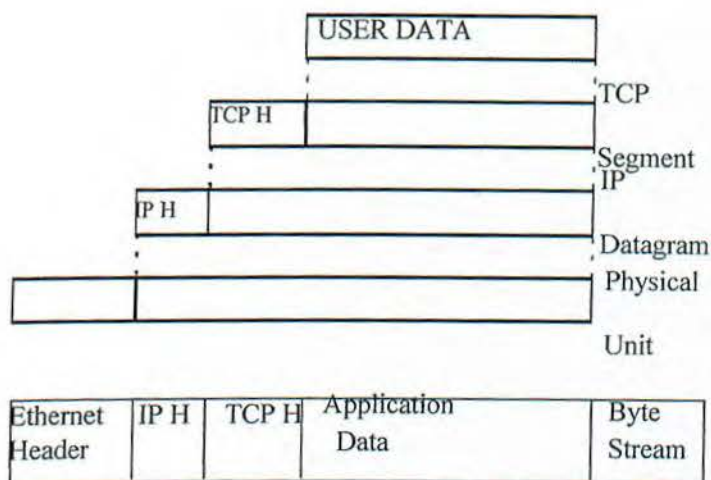 USER DATA
TCP
TCP H
Segment
IP
IP H
Datagram
Physical
Unit
Ethernet Header
IP H
TCP H
Application Data
Byte Stream